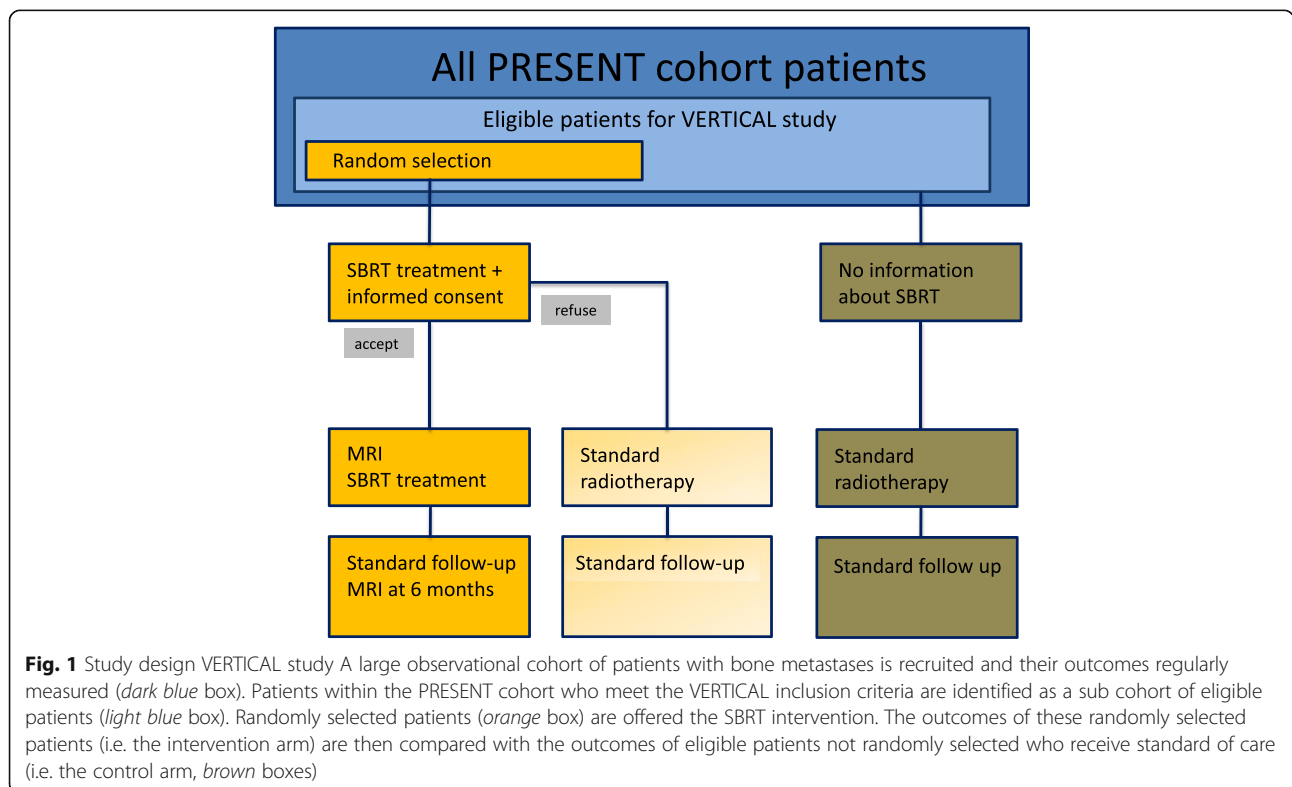 All PRESENT cohort patients
Eligible patients for VERTICAL study
Random selection
SBRT treatment +
informed consent
refuse
accept
No information
about SBRT
MRI
SBRT treatment
Standard
radiotherapy
Standard
radiotherapy
Standard follow-up
MRI at 6 months
Standard follow-up
Standard follow up
Fig. 1 Study design VERTICAL study A large observational cohort of patients with bone metastases is recruited and their outcomes regularly
measured (dark blue box). Patients within the PRESENT cohort who meet the VERTICAL inclusion criteria are identified as a sub cohort of eligible
patients (light blue box). Randomly selected patients (orange box) are offered the SBRT intervention. The outcomes of these randomly selected
patients (i.e. the intervention arm) are then compared with the outcomes of eligible patients not randomly selected who receive standard of care
(i.e. the control arm, brown boxes)